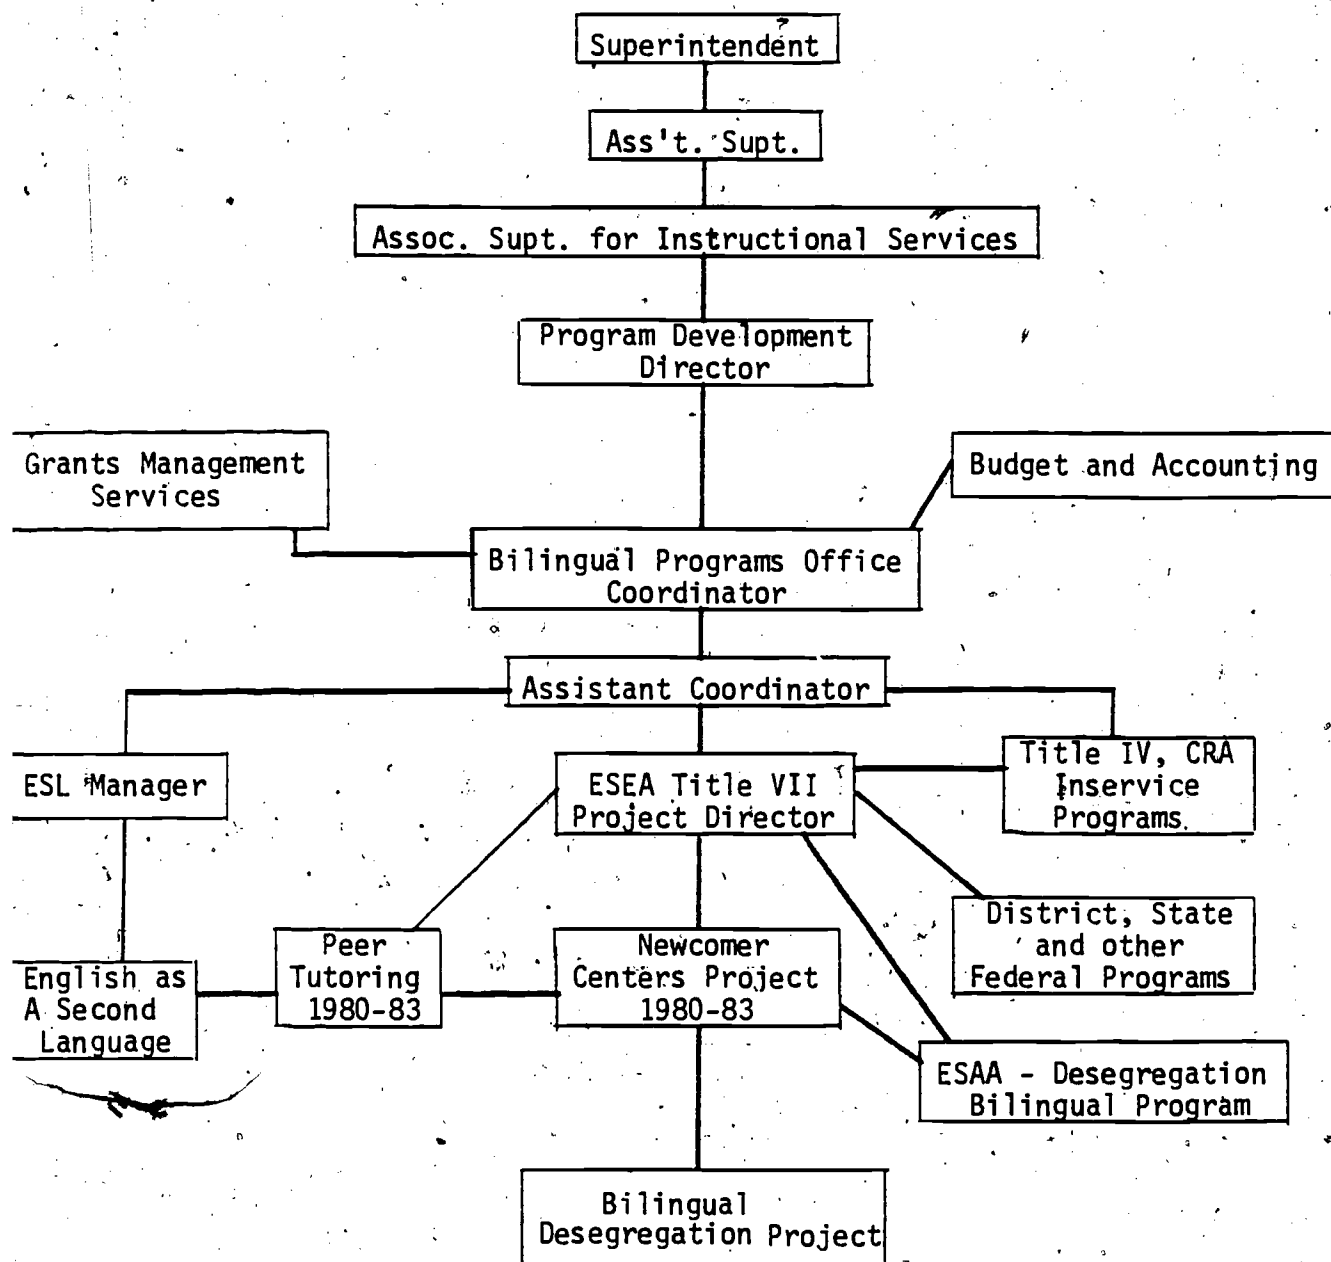 Superintendent
Ass't. Supt.
Assoc. Supt. for Instructional Services
Program Development
Director
Grants Management
Services
Budget and Accounting
Bilingual Programs Office
Coordinator
Assistant Coordinator
ESL Manager
ESEA Title VII
Project Director
Title IV, CRA
Inservice
Programs.
District, State
and other
Federal Programs
English as
A Second
Language
Peer
Tutoring
1980-83
Newcomer
Centers Project
1980-83
ESAA - Desegregation
Bilingual Program
Bilingual
Desegregation Project